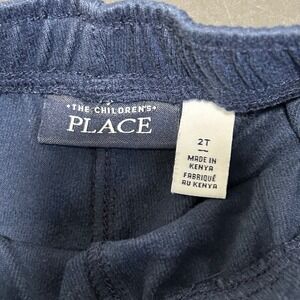 •THE CHILDREN'S•
PLACE
2T
MADE IN
KENYA
FABRIQUÉ
AU KENYA